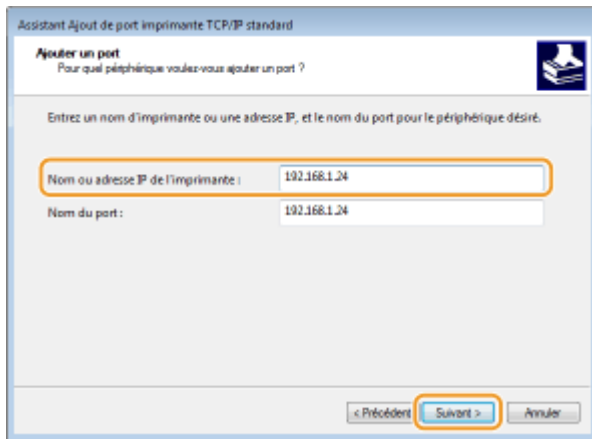 Assistant Ajout de port imprimante TCP/IP standard
Ajouter un port
Pour quel périphérique voulez-vous ajouter un port ?
Entrez un nom d'imprimante ou une adresse IP, et le nom du port pour le périphérique désiré.
Nom ou adresse IP de l'imprimante : 192.168.1.24
Nom du port : 192.168.1.24
< Précédent Suivant > Annuler